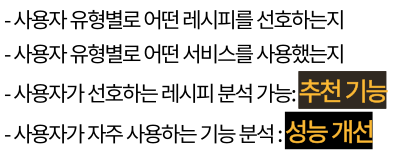 - 사용자 유형별로 어떤 레시피를 선호하는지
- 사용자 유형별로 어떤 서비스를 사용했는지
- 사용자가 선호하는 레시피 분석 가능: 추천 기능
- 사용자가 자주 사용하는 기능 분석 : 성능 개선